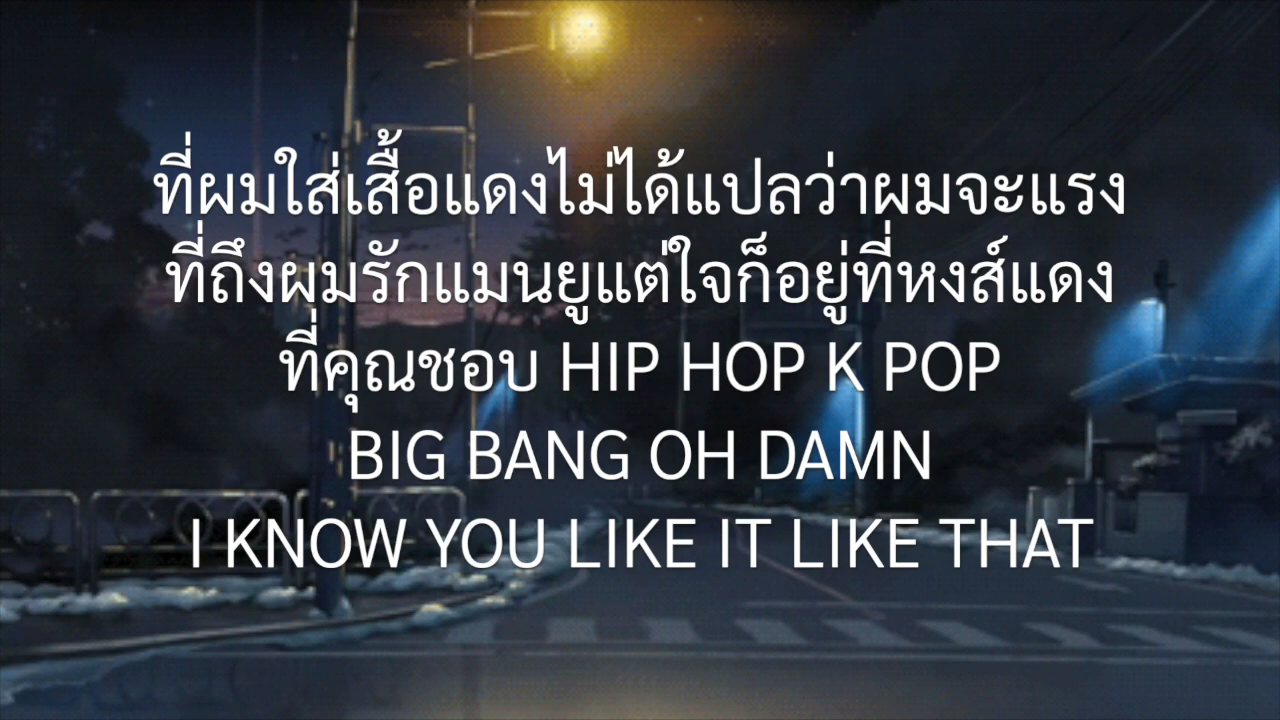 ที่ผมใส่เสื้อแดงไม่ได้แปลว่าผมจะแรง
ที่ถึงผมรักแมนยูแต่ใจก็อยู่ที่หงส์แดง
ที่คุณชอบ HIP HOP K POP
BIG BANG OH DAMN
I KNOW YOU LIKE IT LIKE THAT